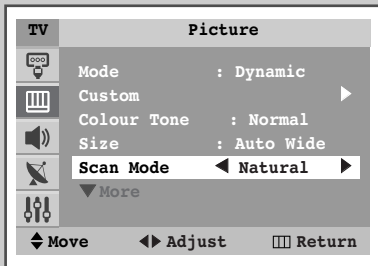 TV Picture
Mode : Dynamic
Custom
Colour Tone : Normal
Size : Auto Wide
Scan Mode ◀ Natural ▶
▼More
Move Adjust Return